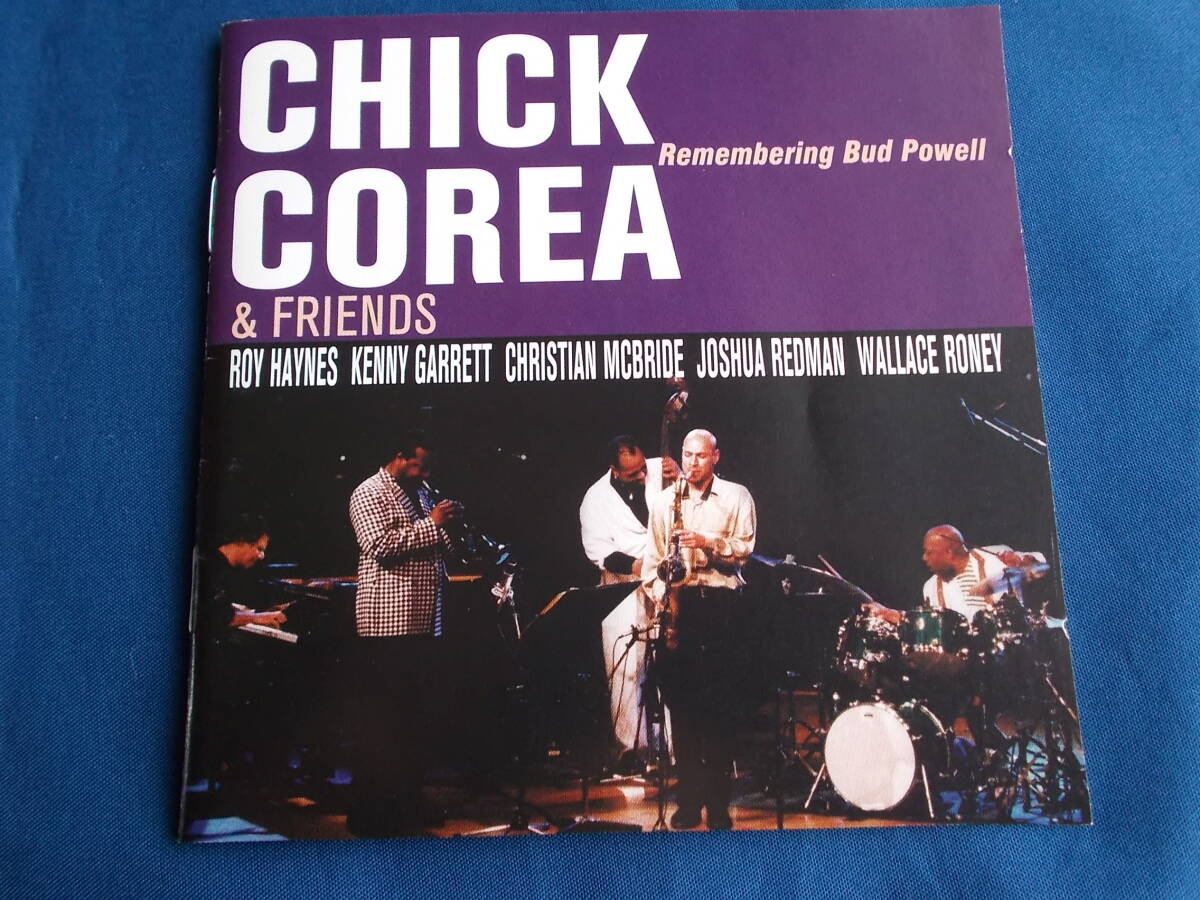 CHICK
COREA
Remembering Bud Powell
& FRIENDS
ROY HAYNES KENNY GARRETT CHRISTIAN MCBRIDE JOSHUA REDMAN WALLACE RONEY